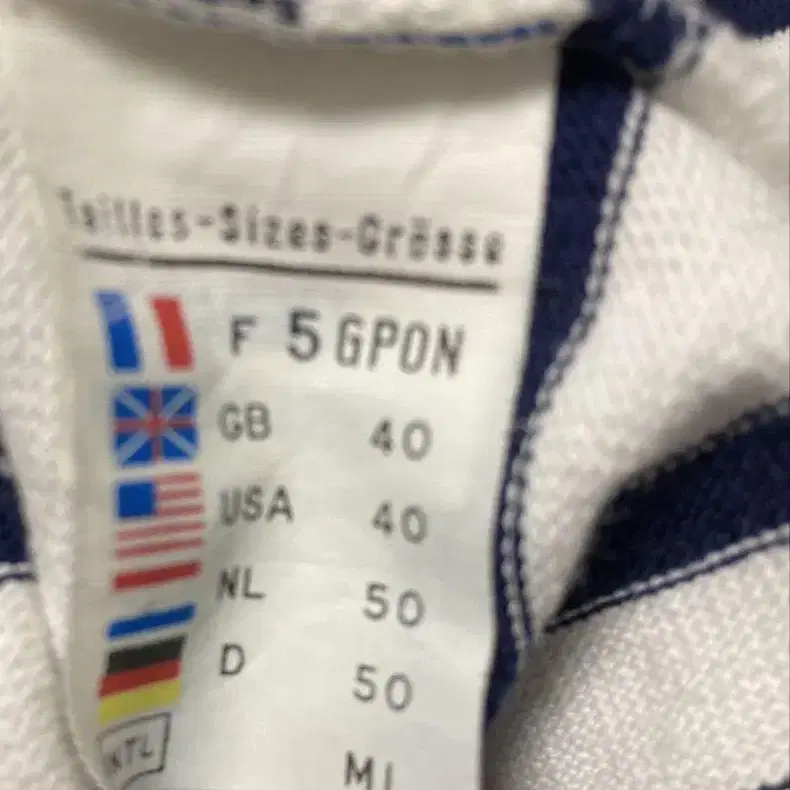 Tailles-Sizes-Grösse
F 5 GPON
GB 40
USA 40
NL 50
D 50
INTL